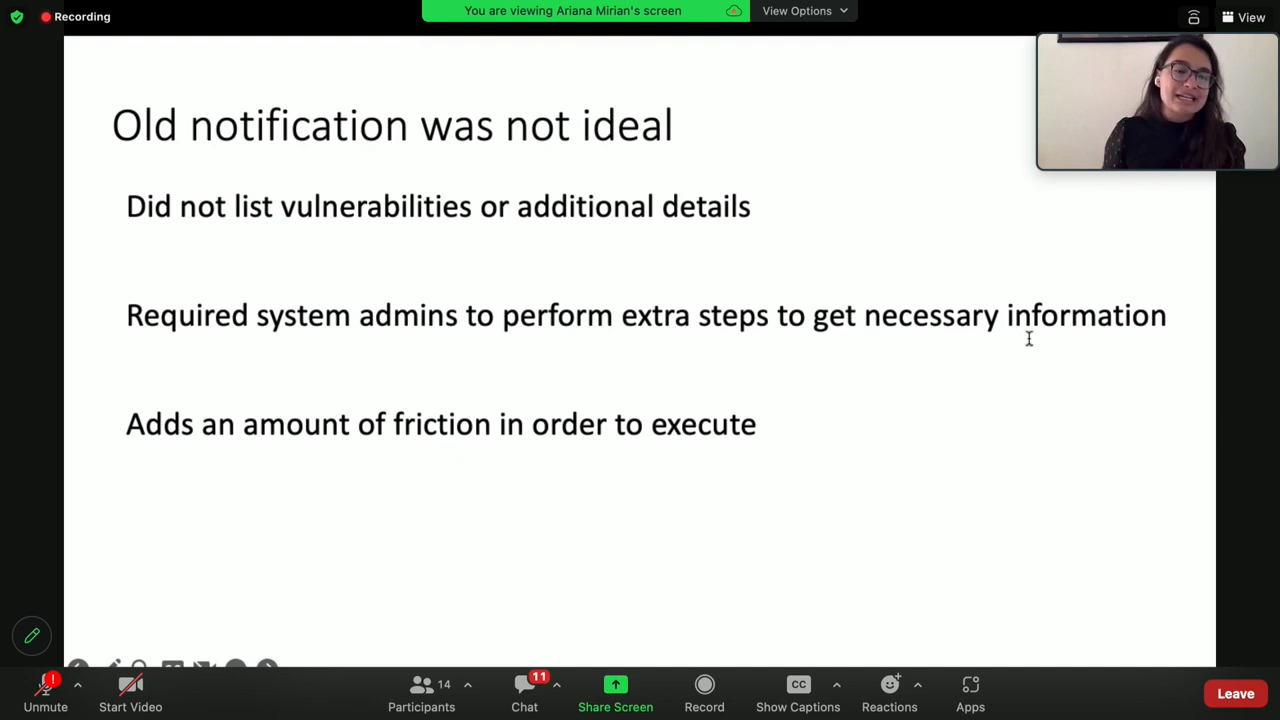 Recording
You are viewing Ariana Mirian's screen
View Options
View
Old notification was not ideal
Did not list vulnerabilities or additional details
Required system admins to perform extra steps to get necessary information
Adds an amount of friction in order to execute
Unmute
Start Video
14
Participants
11
Chat
Share Screen
Record
CC
Show Captions
Reactions
Apps
Leave